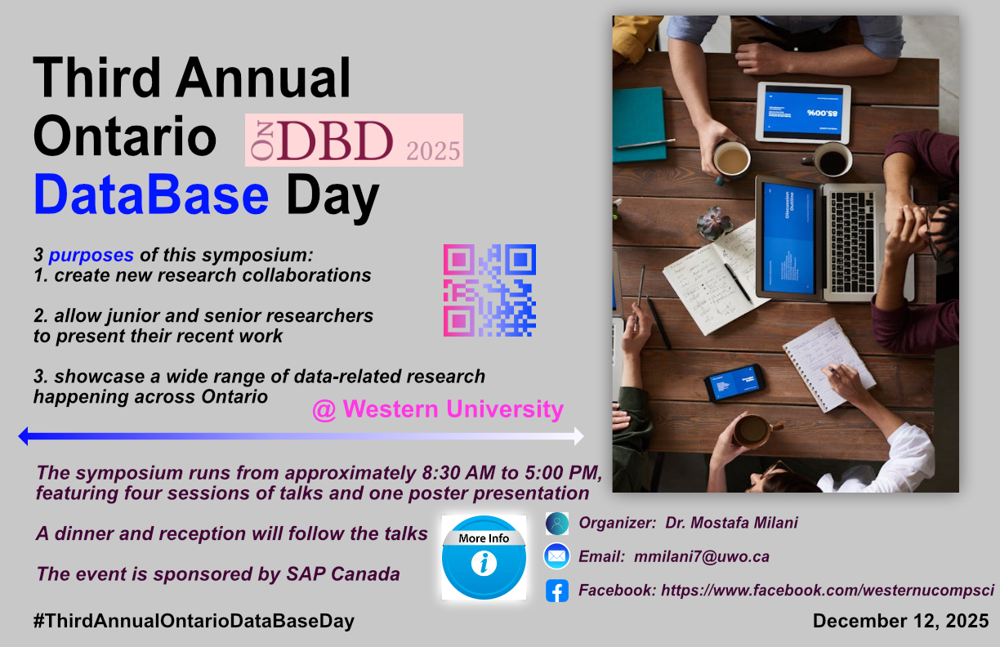 Third Annual
Ontario
ON DBD 2025
DataBase Day
3 purposes of this symposium:
1. create new research collaborations
2. allow junior and senior researchers
to present their recent work
3. showcase a wide range of data-related research
happening across Ontario
@ Western University
The symposium runs from approximately 8:30 AM to 5:00 PM,
featuring four sessions of talks and one poster presentation
A dinner and reception will follow the talks
The event is sponsored by SAP Canada
#ThirdAnnualOntarioDataBaseDay
85.00%
Discussion
Outline
More Info
i
Organizer: Dr. Mostafa Milani
Email: mmilani7@uwo.ca
Facebook: https://www.facebook.com/westernucompsci
December 12, 2025